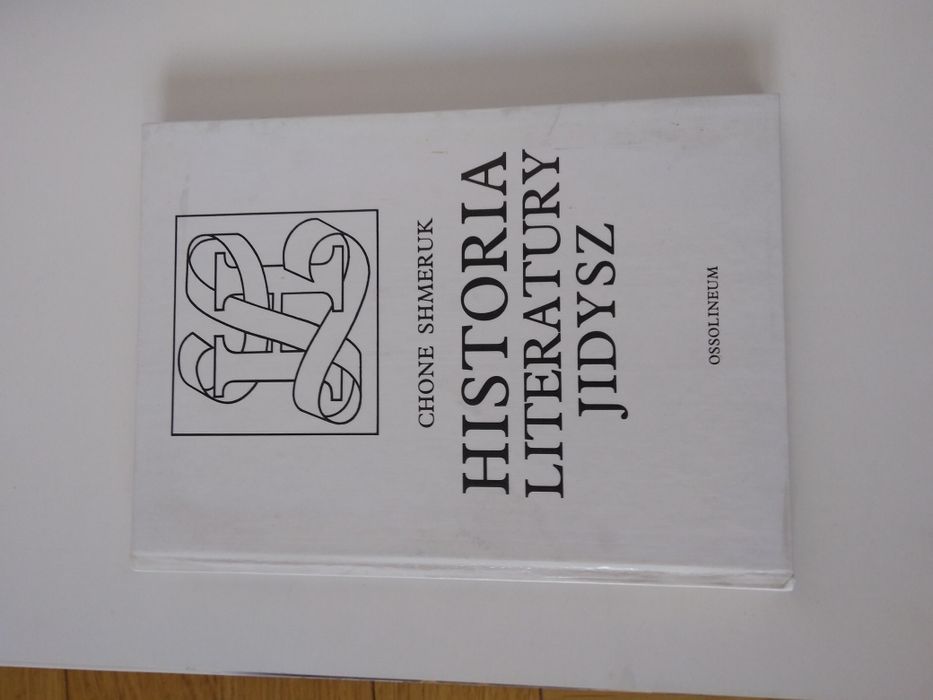 CHONE SHMERUK
HISTORIA
LITERATURY
JIDYSZ
OSSOLINEUM